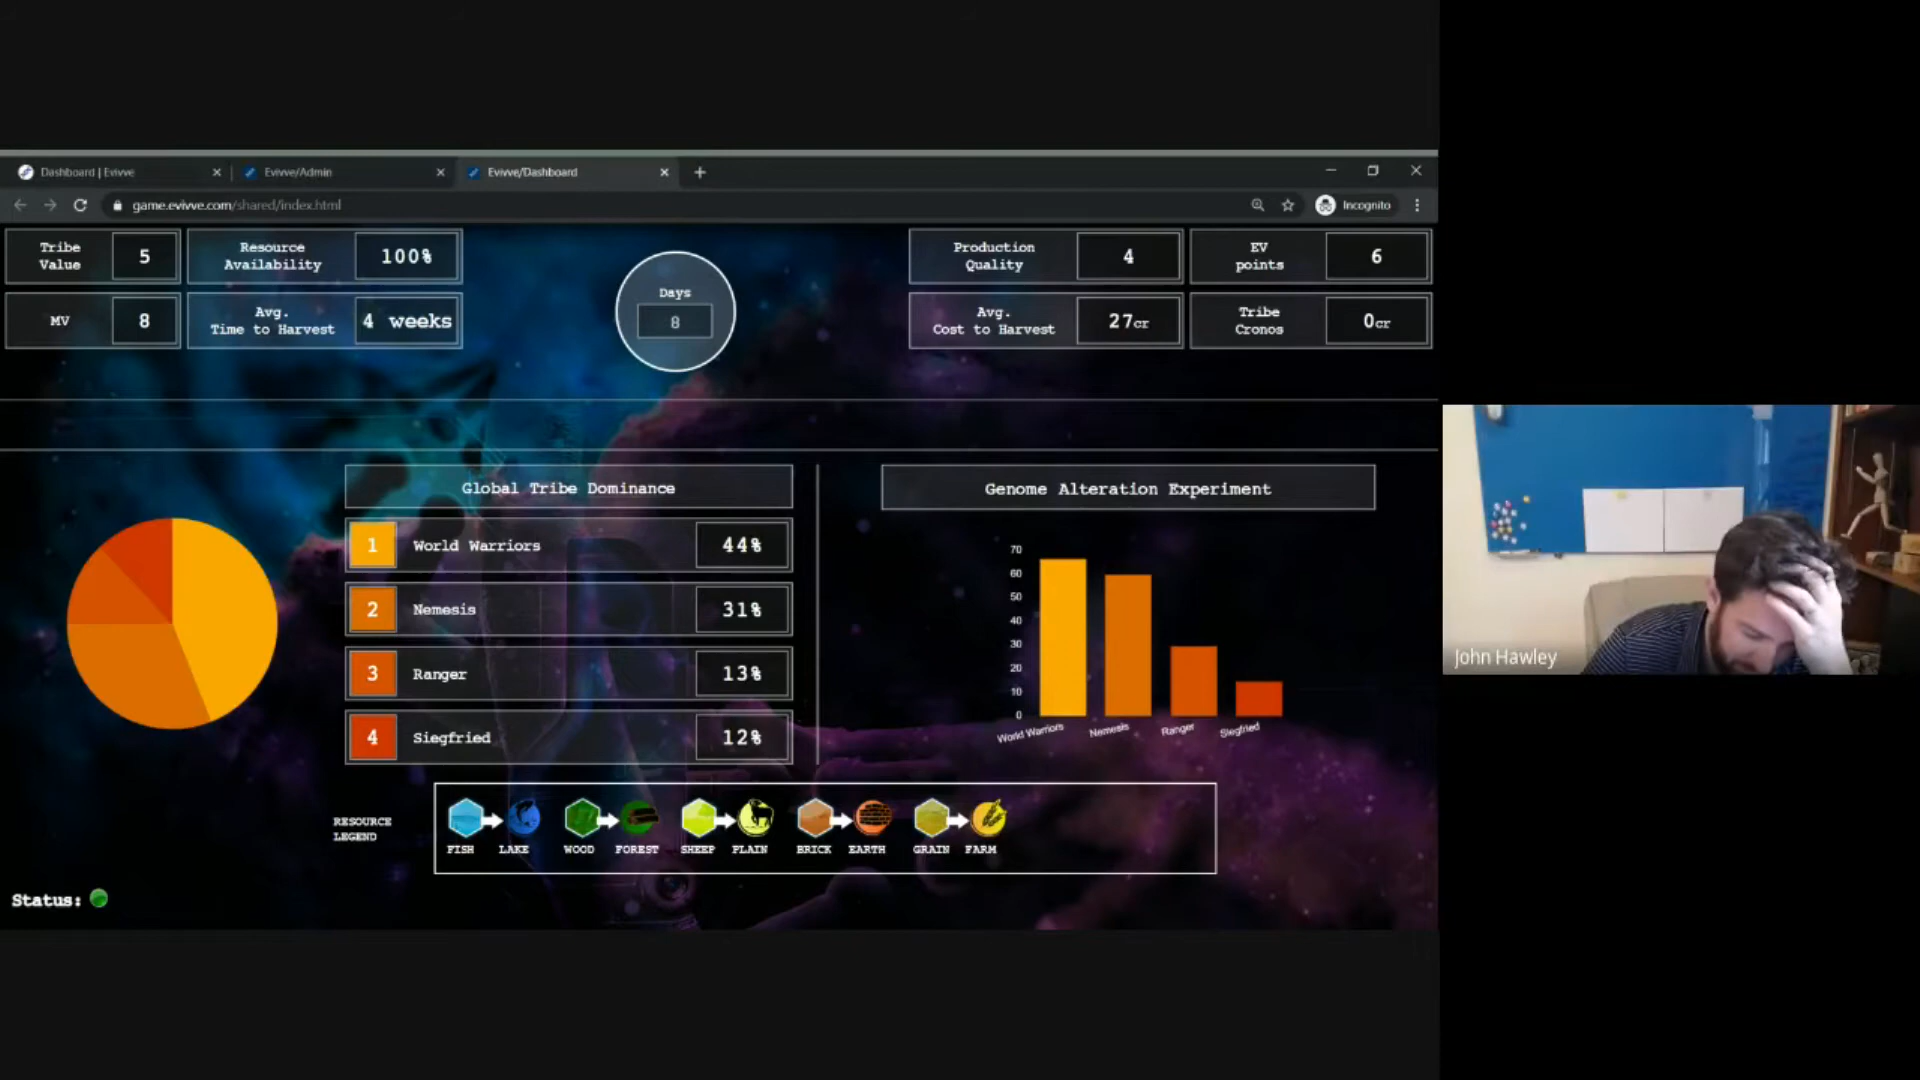 Dashboard | Evivve
Evivve/Admin
Evivve/Dashboard
game.evivve.com/shared/index.html
Incognito
Tribe
Value
5
Resource
Availability
100%
Days
8
Production
Quality
4
EV
points
6
MV
8
Avg.
Time to Harvest
4 weeks
Avg.
Cost to Harvest
27cr
Tribe
Cronos
0cr
Global Tribe Dominance
1 World Warriors 44%
2 Nemesis 31%
3 Ranger 13%
4 Siegfried 12%
Genome Alteration Experiment
70
60
50
40
30
20
10
0
World Warriors Nemesis Ranger Siegfried
RESOURCE
LEGEND
FISH LAKE WOOD FOREST SHEEP PLAIN BRICK EARTH GRAIN FARM
Status:
John Hawley